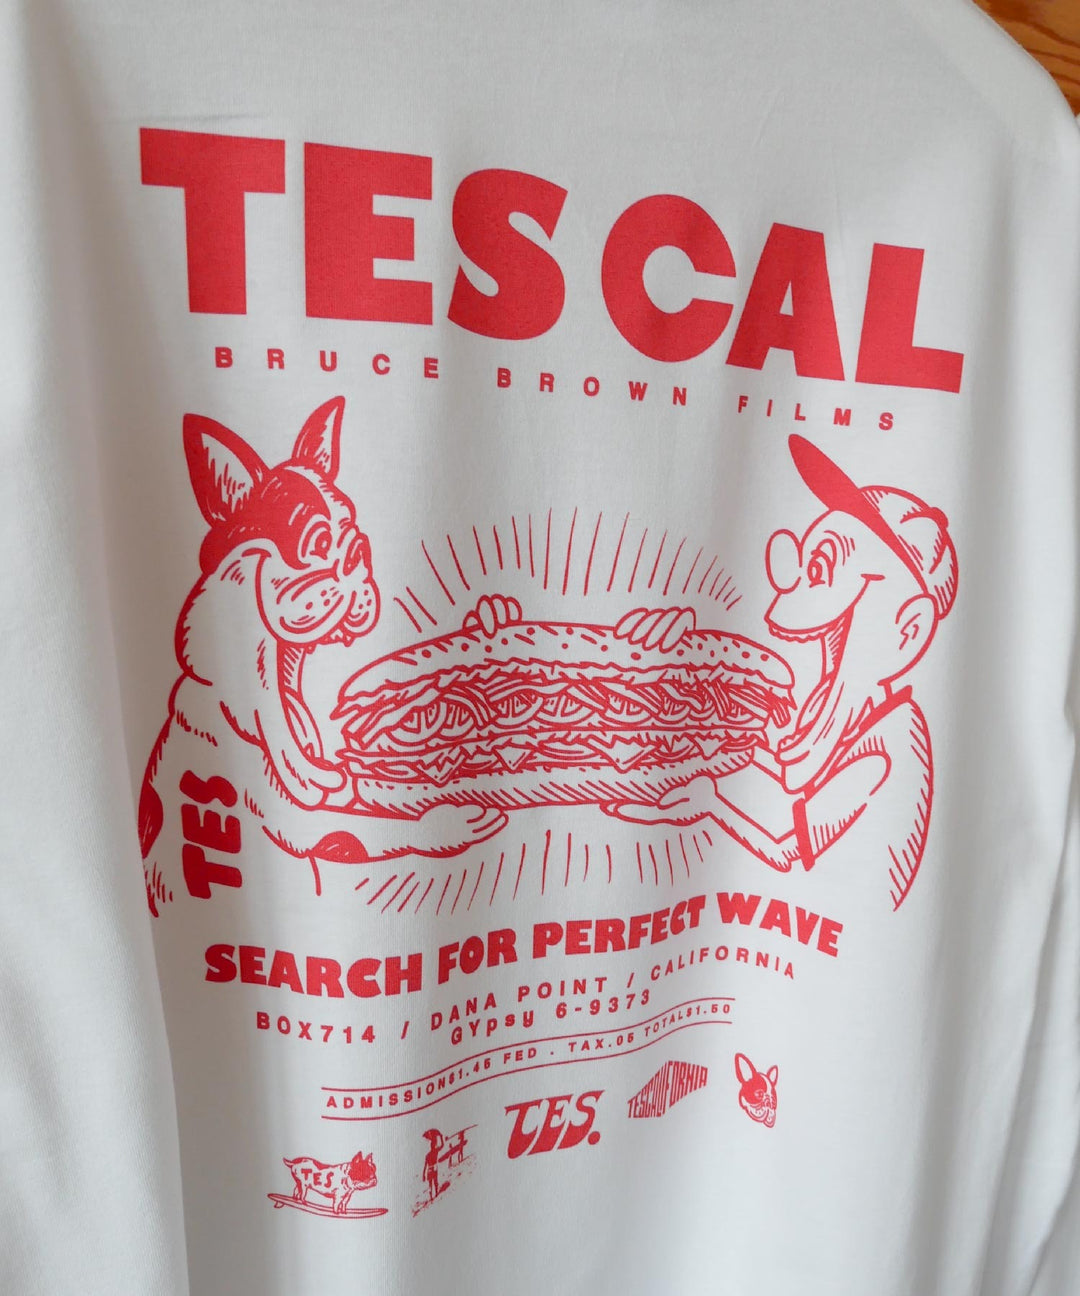 TES CAL
BRUCE BROWN FILMS
TES
SEARCH FOR PERFECT WAVE
BOX714 / DANA POINT / CALIFORNIA
GYpsy 6-9373
ADMISSION$1.45 FED . TAX.05 TOTAL$1.50
TES.
TESCALIFORNIA
TES